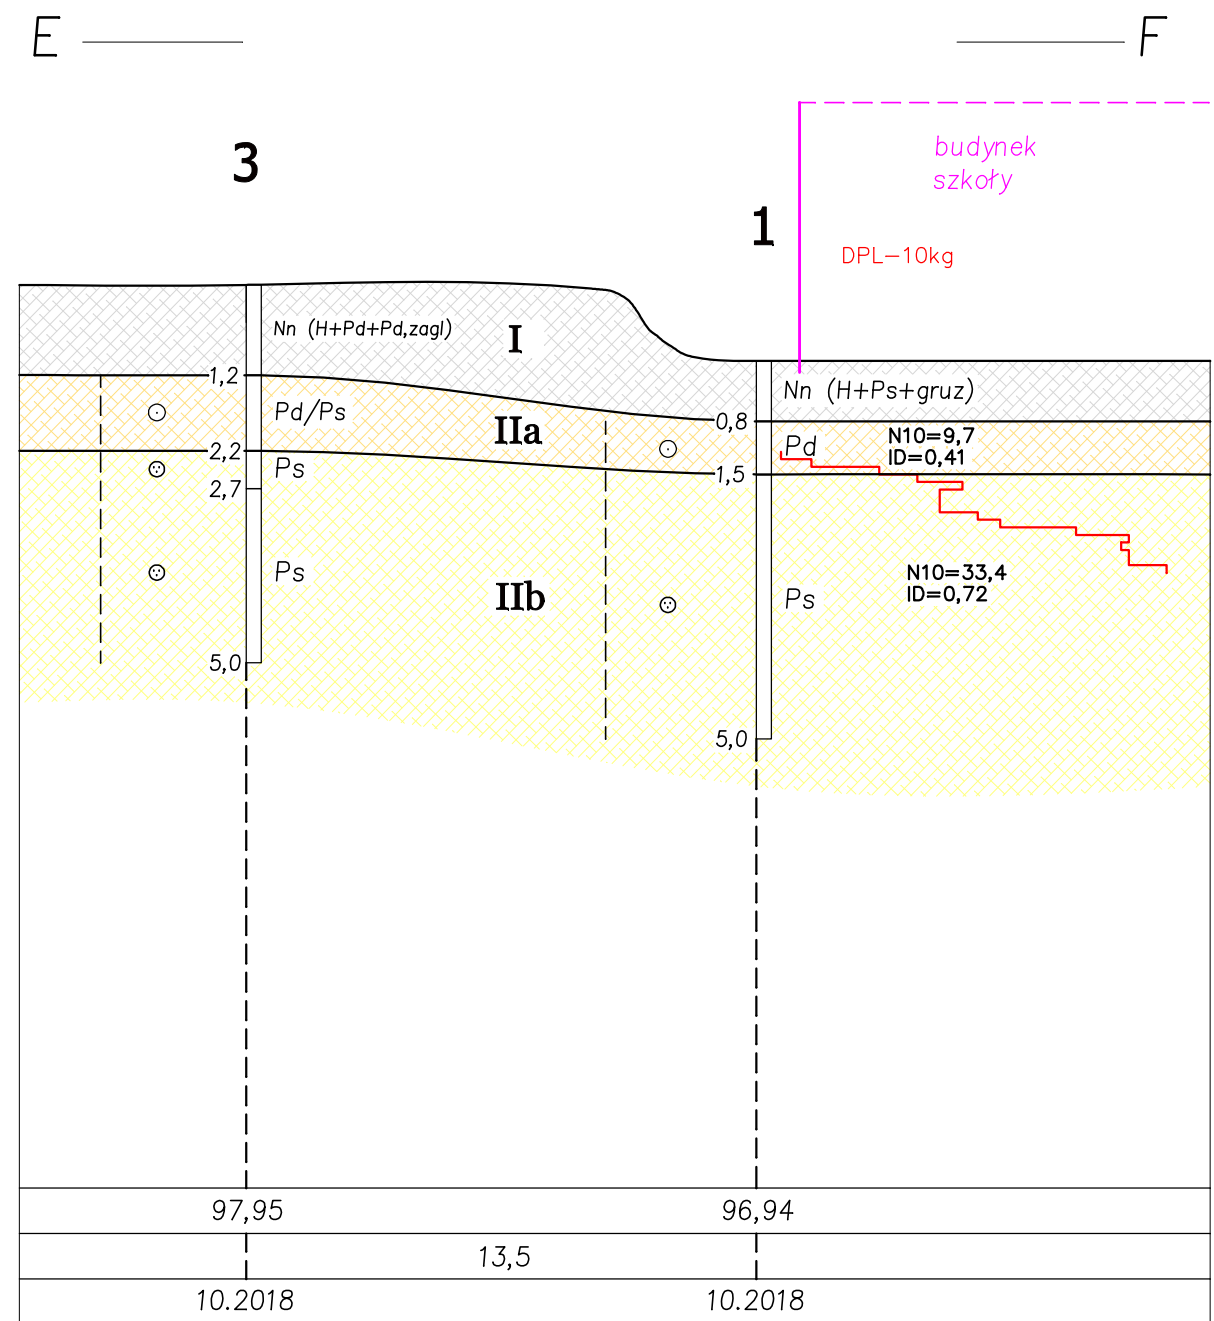 E F
3
budynek
szkoły
1
DPL-10kg
Nn (H+Pd+Pd,zagl)
I
1,2
Nn (H+Ps+gruz)
Pd/Ps
IIa
0,8
N10=9,7
Pd
ID=0,41
2,2
Ps
1,5
2,7
Ps
N10=33,4
ID=0,72
IIb
Ps
5,0
5,0
97,95 96,94
13,5
10.2018 10.2018